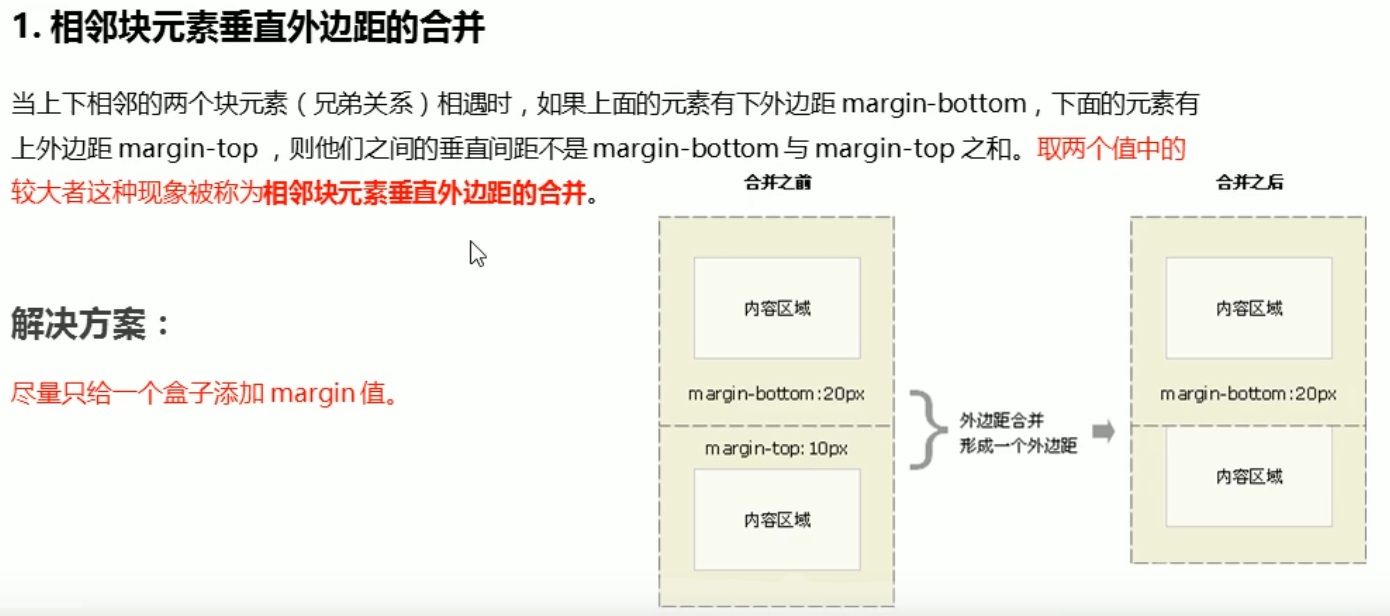 1. 相邻块元素垂直外边距的合并
当上下相邻的两个块元素（兄弟关系）相遇时，如果上面的元素有下外边距 margin-bottom，下面的元素有
上外边距 margin-top ，则他们之间的垂直间距不是 margin-bottom 与 margin-top 之和。取两个值中的
较大者这种现象被称为相邻块元素垂直外边距的合并。
解决方案：
尽量只给一个盒子添加 margin 值。
合并之前
内容区域
margin-bottom:20px
margin-top: 10px
内容区域
外边距合并
形成一个外边距
合并之后
内容区域
margin-bottom:20px
内容区域